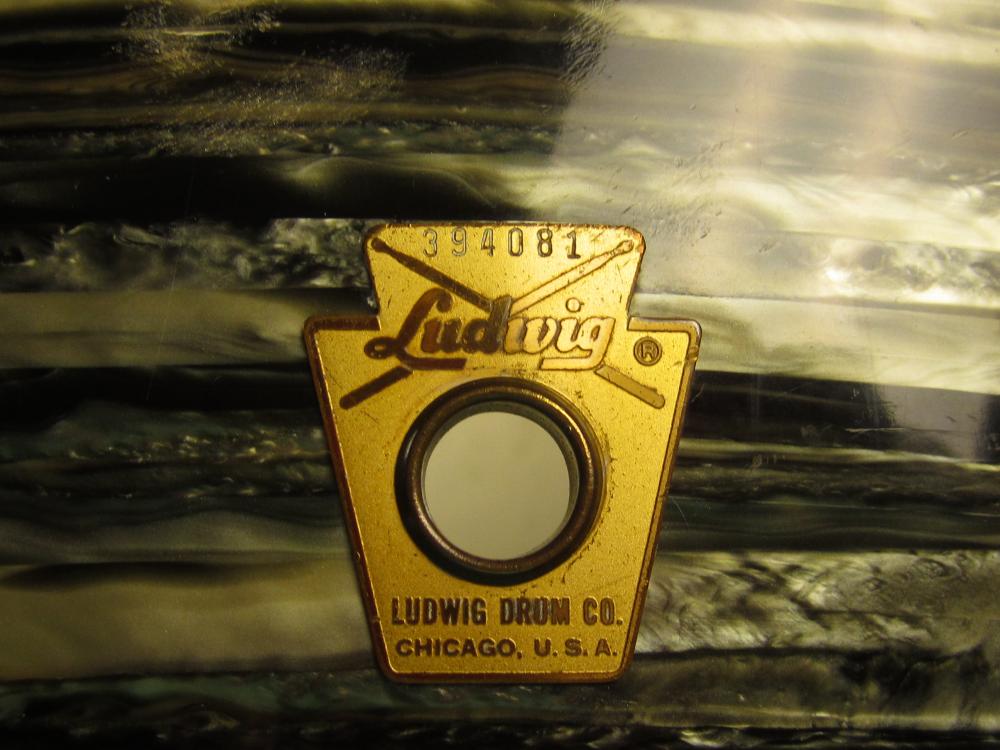 394081
Ludwig ®
LUDWIG DRUM CO.
CHICAGO, U. S. A.